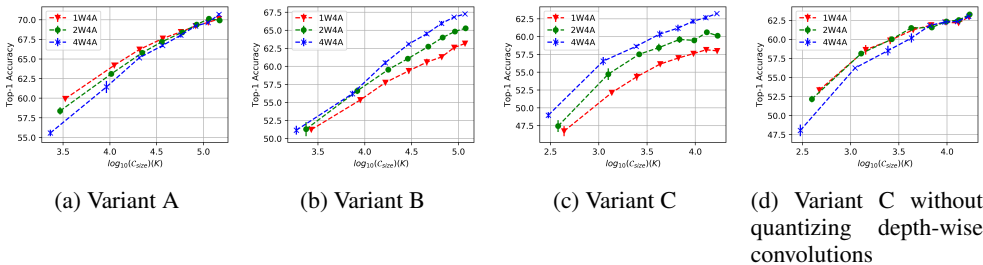 1W4A
2W4A
4W4A
Top-1 Accuracy
70.0
67.5
65.0
62.5
60.0
57.5
55.0
3.5
4.0
4.5
5.0
log₁₀(𝒞size)(K)
(a) Variant A
1W4A
2W4A
4W4A
Top-1 Accuracy
67.5
65.0
62.5
60.0
57.5
55.0
52.5
50.0
3.5
4.0
4.5
5.0
log₁₀(𝒞size)(K)
(b) Variant B
1W4A
2W4A
4W4A
Top-1 Accuracy
62.5
60.0
57.5
55.0
52.5
50.0
47.5
2.5
3.0
3.5
4.0
log₁₀(𝒞size)(K)
(c) Variant C
1W4A
2W4A
4W4A
Top-1 Accuracy
62.5
60.0
57.5
55.0
52.5
50.0
47.5
2.5
3.0
3.5
4.0
log₁₀(𝒞size)(K)
(d) Variant C without
quantizing depth-wise
convolutions